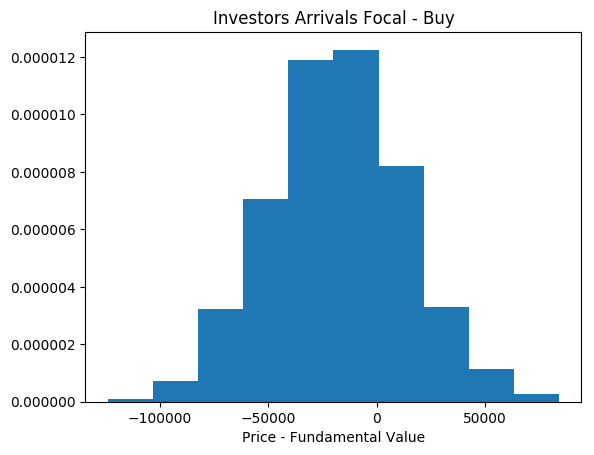 Investors Arrivals Focal - Buy
0.000012
0.000010
0.000008
0.000006
0.000004
0.000002
0.000000
−100000 −50000 0 50000
Price - Fundamental Value